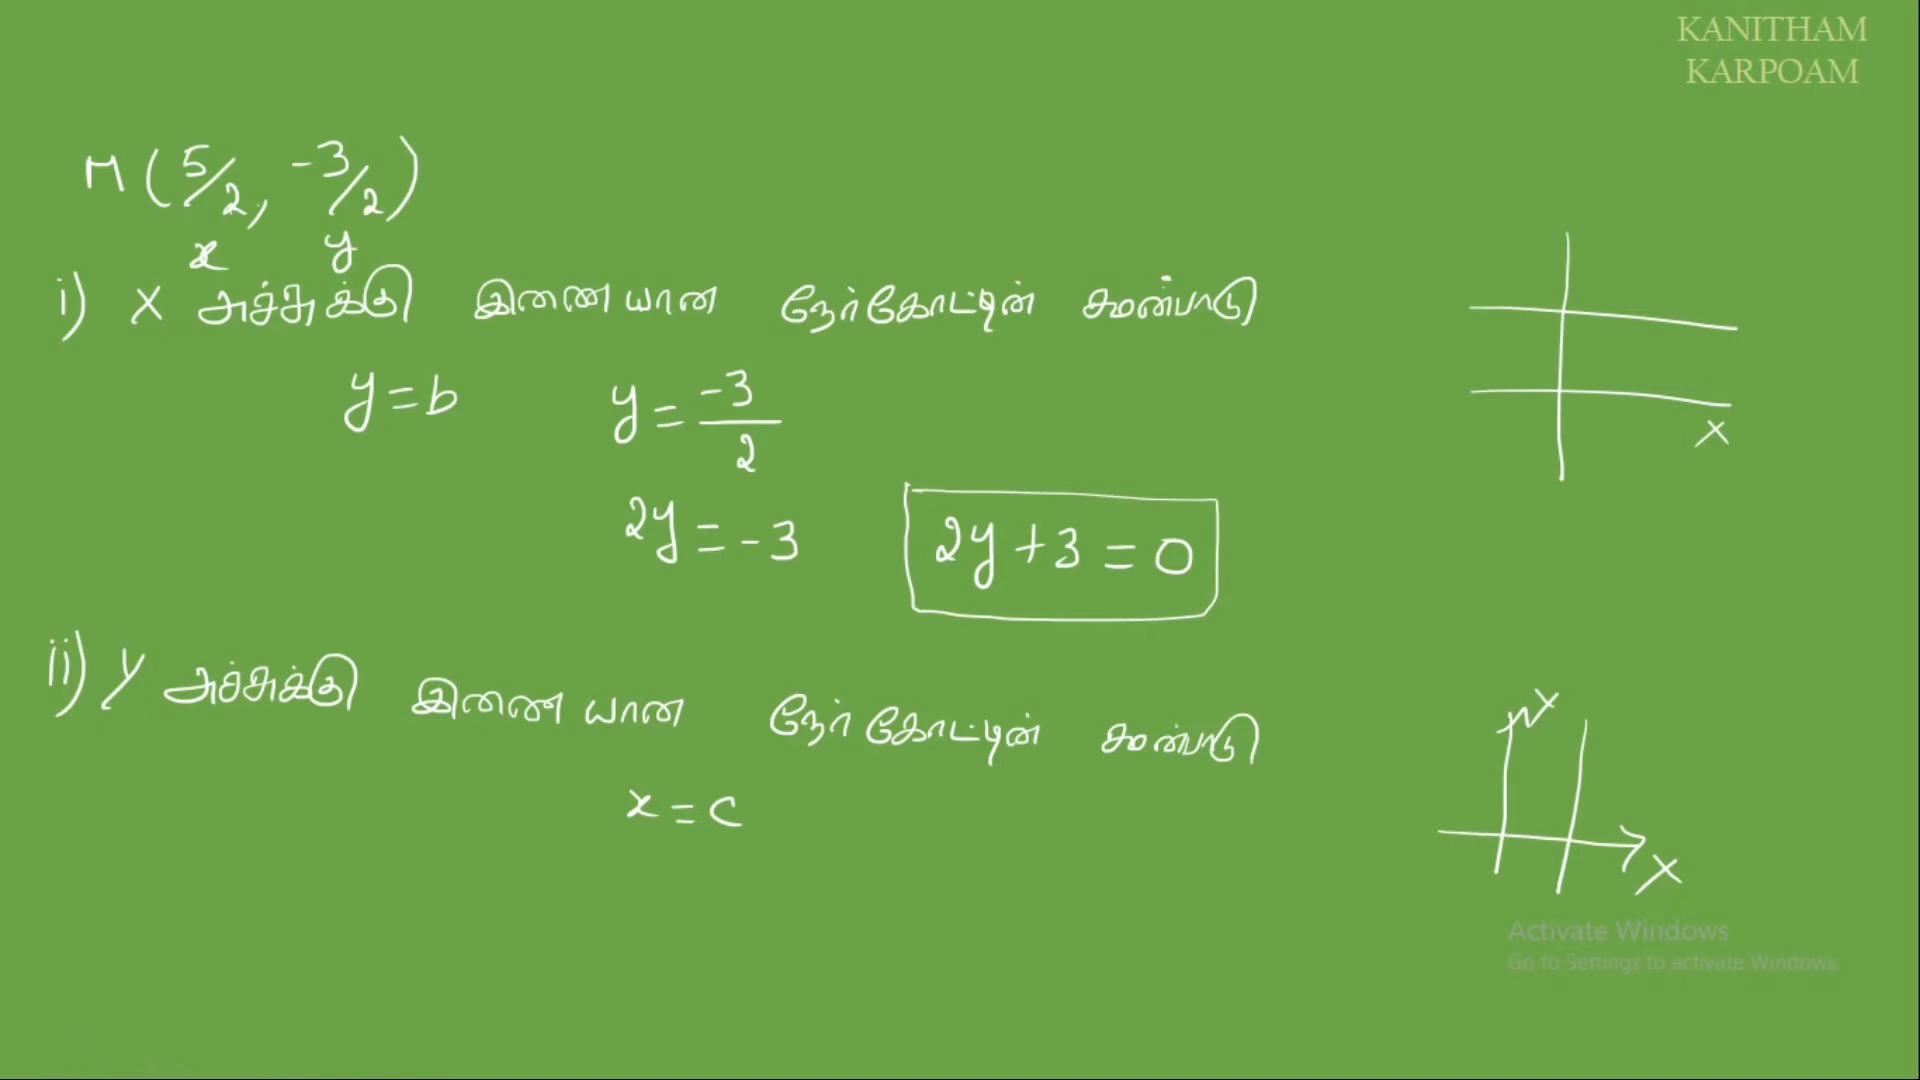 KANITHAM
KARPOAM
M (5/2, -3/2)
x y
i) X அச்சுக்கு இணையான நேர்கோட்டின் சமன்பாடு
y = b y = -3/2
X
2y = -3 2y + 3 = 0
ii) Y அச்சுக்கு இணையான நேர்கோட்டின் சமன்பாடு
x = c
X
Activate Windows
Go to Settings to activate Windows.